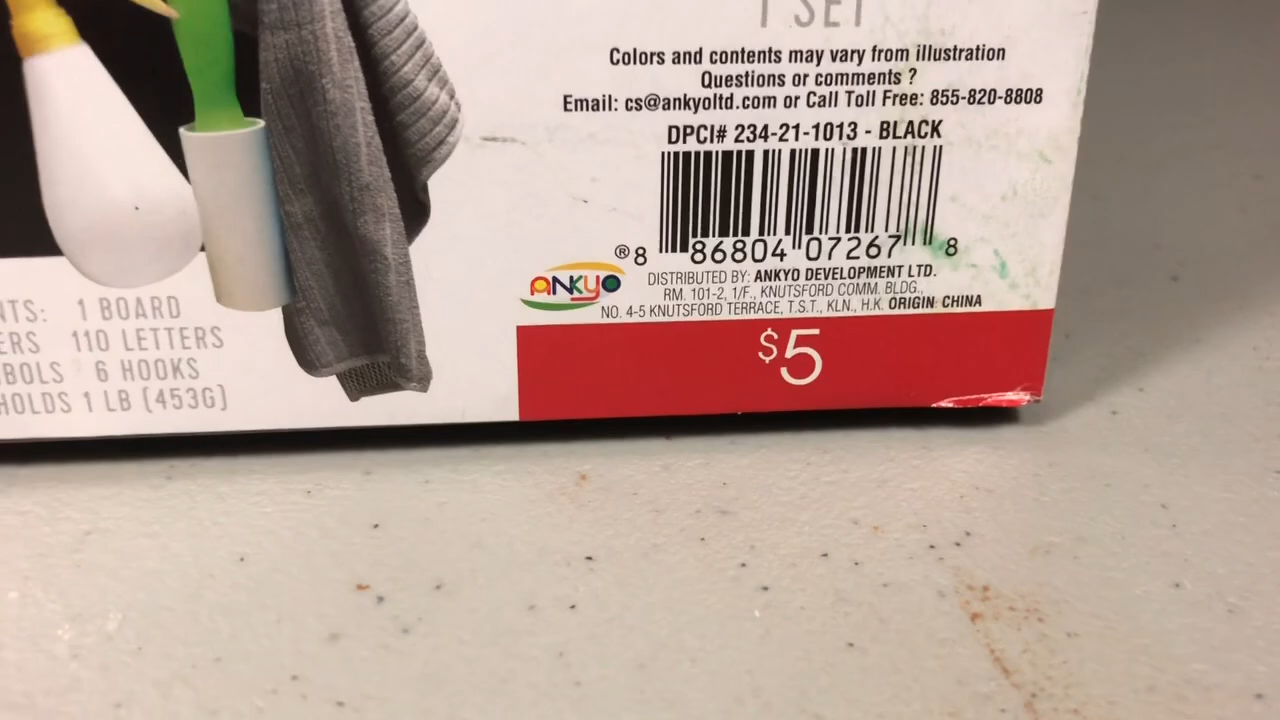 1 SET
Colors and contents may vary from illustration
Questions or comments ?
Email: cs@ankyoltd.com or Call Toll Free: 855-820-8808
DPCI# 234-21-1013 - BLACK
® 8 86804 07267 8
ANKYO
DISTRIBUTED BY: ANKYO DEVELOPMENT LTD.
RM. 101-2, 1/F., KNUTSFORD COMM. BLDG.,
NO. 4-5 KNUTSFORD TERRACE, T.S.T., KLN., H.K. ORIGIN: CHINA
$5
NTS: 1 BOARD
ERS 110 LETTERS
BOLS 6 HOOKS
HOLDS 1 LB (453G)